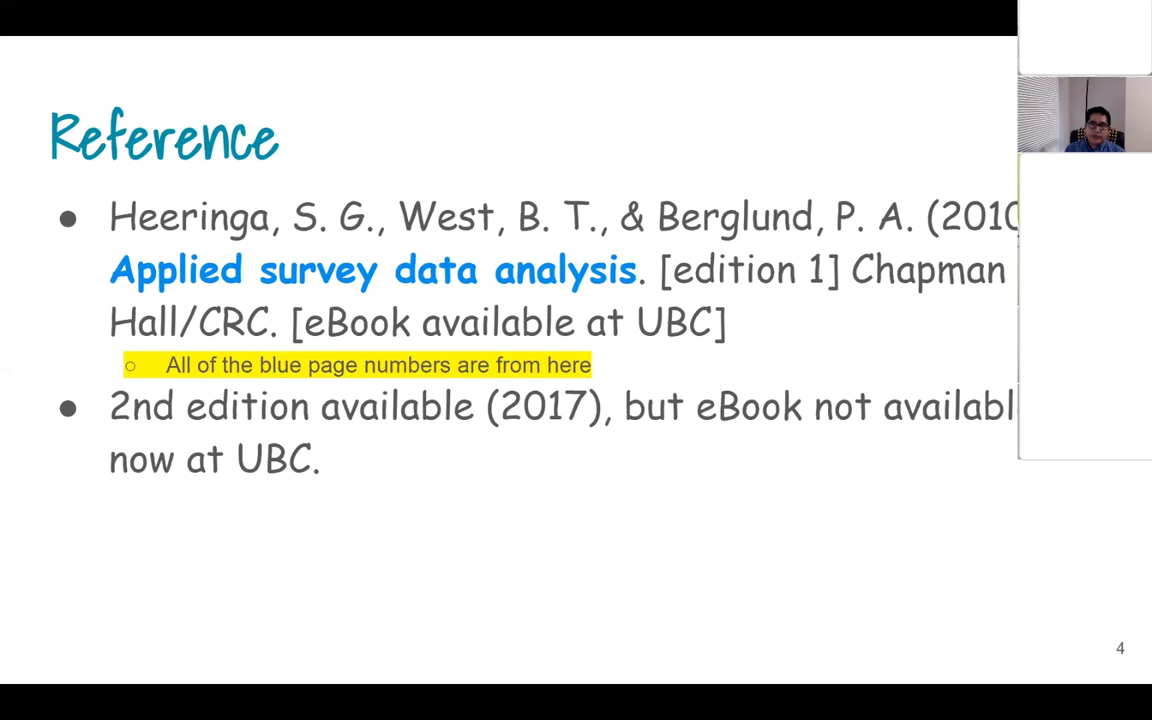 Reference
● Heeringa, S. G., West, B. T., & Berglund, P. A. (2010
Applied survey data analysis. [edition 1] Chapman
Hall/CRC. [eBook available at UBC]
○ All of the blue page numbers are from here
● 2nd edition available (2017), but eBook not availabl
now at UBC.
4